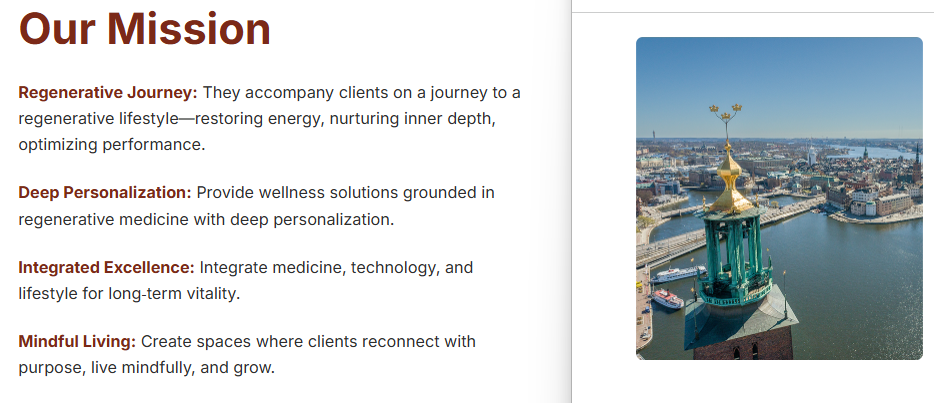 Our Mission
Regenerative Journey: They accompany clients on a journey to a
regenerative lifestyle—restoring energy, nurturing inner depth,
optimizing performance.
Deep Personalization: Provide wellness solutions grounded in
regenerative medicine with deep personalization.
Integrated Excellence: Integrate medicine, technology, and
lifestyle for long-term vitality.
Mindful Living: Create spaces where clients reconnect with
purpose, live mindfully, and grow.